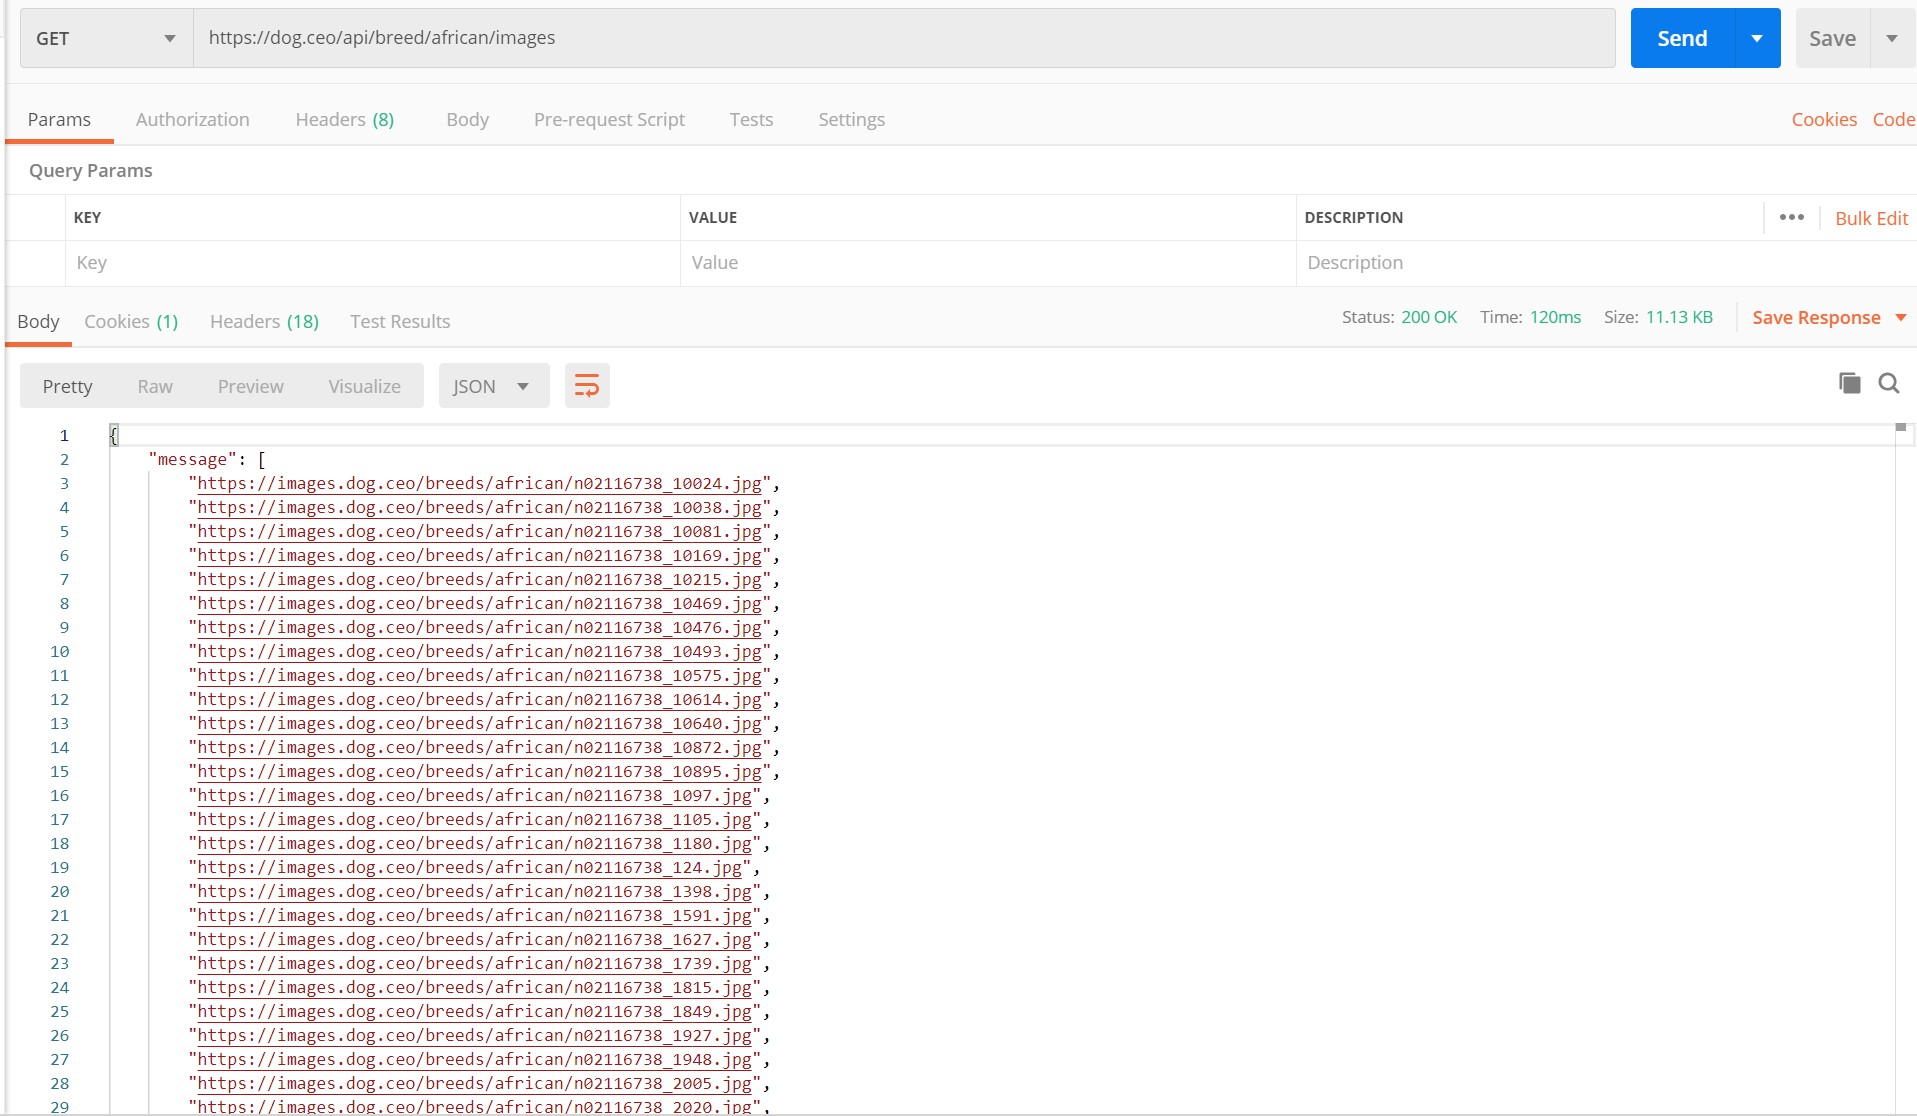 GET https://dog.ceo/api/breed/african/images Send Save
Params Authorization Headers (8) Body Pre-request Script Tests Settings Cookies Code
Query Params
KEY VALUE DESCRIPTION ••• Bulk Edit
Key Value Description
Body Cookies (1) Headers (18) Test Results Status: 200 OK Time: 120ms Size: 11.13 KB Save Response
Pretty Raw Preview Visualize JSON
1 {
2 "message": [
3 "https://images.dog.ceo/breeds/african/n02116738_10024.jpg",
4 "https://images.dog.ceo/breeds/african/n02116738_10038.jpg",
5 "https://images.dog.ceo/breeds/african/n02116738_10081.jpg",
6 "https://images.dog.ceo/breeds/african/n02116738_10169.jpg",
7 "https://images.dog.ceo/breeds/african/n02116738_10215.jpg",
8 "https://images.dog.ceo/breeds/african/n02116738_10469.jpg",
9 "https://images.dog.ceo/breeds/african/n02116738_10476.jpg",
10 "https://images.dog.ceo/breeds/african/n02116738_10493.jpg",
11 "https://images.dog.ceo/breeds/african/n02116738_10575.jpg",
12 "https://images.dog.ceo/breeds/african/n02116738_10614.jpg",
13 "https://images.dog.ceo/breeds/african/n02116738_10640.jpg",
14 "https://images.dog.ceo/breeds/african/n02116738_10872.jpg",
15 "https://images.dog.ceo/breeds/african/n02116738_10895.jpg",
16 "https://images.dog.ceo/breeds/african/n02116738_1097.jpg",
17 "https://images.dog.ceo/breeds/african/n02116738_1105.jpg",
18 "https://images.dog.ceo/breeds/african/n02116738_1180.jpg",
19 "https://images.dog.ceo/breeds/african/n02116738_124.jpg",
20 "https://images.dog.ceo/breeds/african/n02116738_1398.jpg",
21 "https://images.dog.ceo/breeds/african/n02116738_1591.jpg",
22 "https://images.dog.ceo/breeds/african/n02116738_1627.jpg",
23 "https://images.dog.ceo/breeds/african/n02116738_1739.jpg",
24 "https://images.dog.ceo/breeds/african/n02116738_1815.jpg",
25 "https://images.dog.ceo/breeds/african/n02116738_1849.jpg",
26 "https://images.dog.ceo/breeds/african/n02116738_1927.jpg",
27 "https://images.dog.ceo/breeds/african/n02116738_1948.jpg",
28 "https://images.dog.ceo/breeds/african/n02116738_2005.jpg",
29 "https://images.dog.ceo/breeds/african/n02116738_2020.jpg",